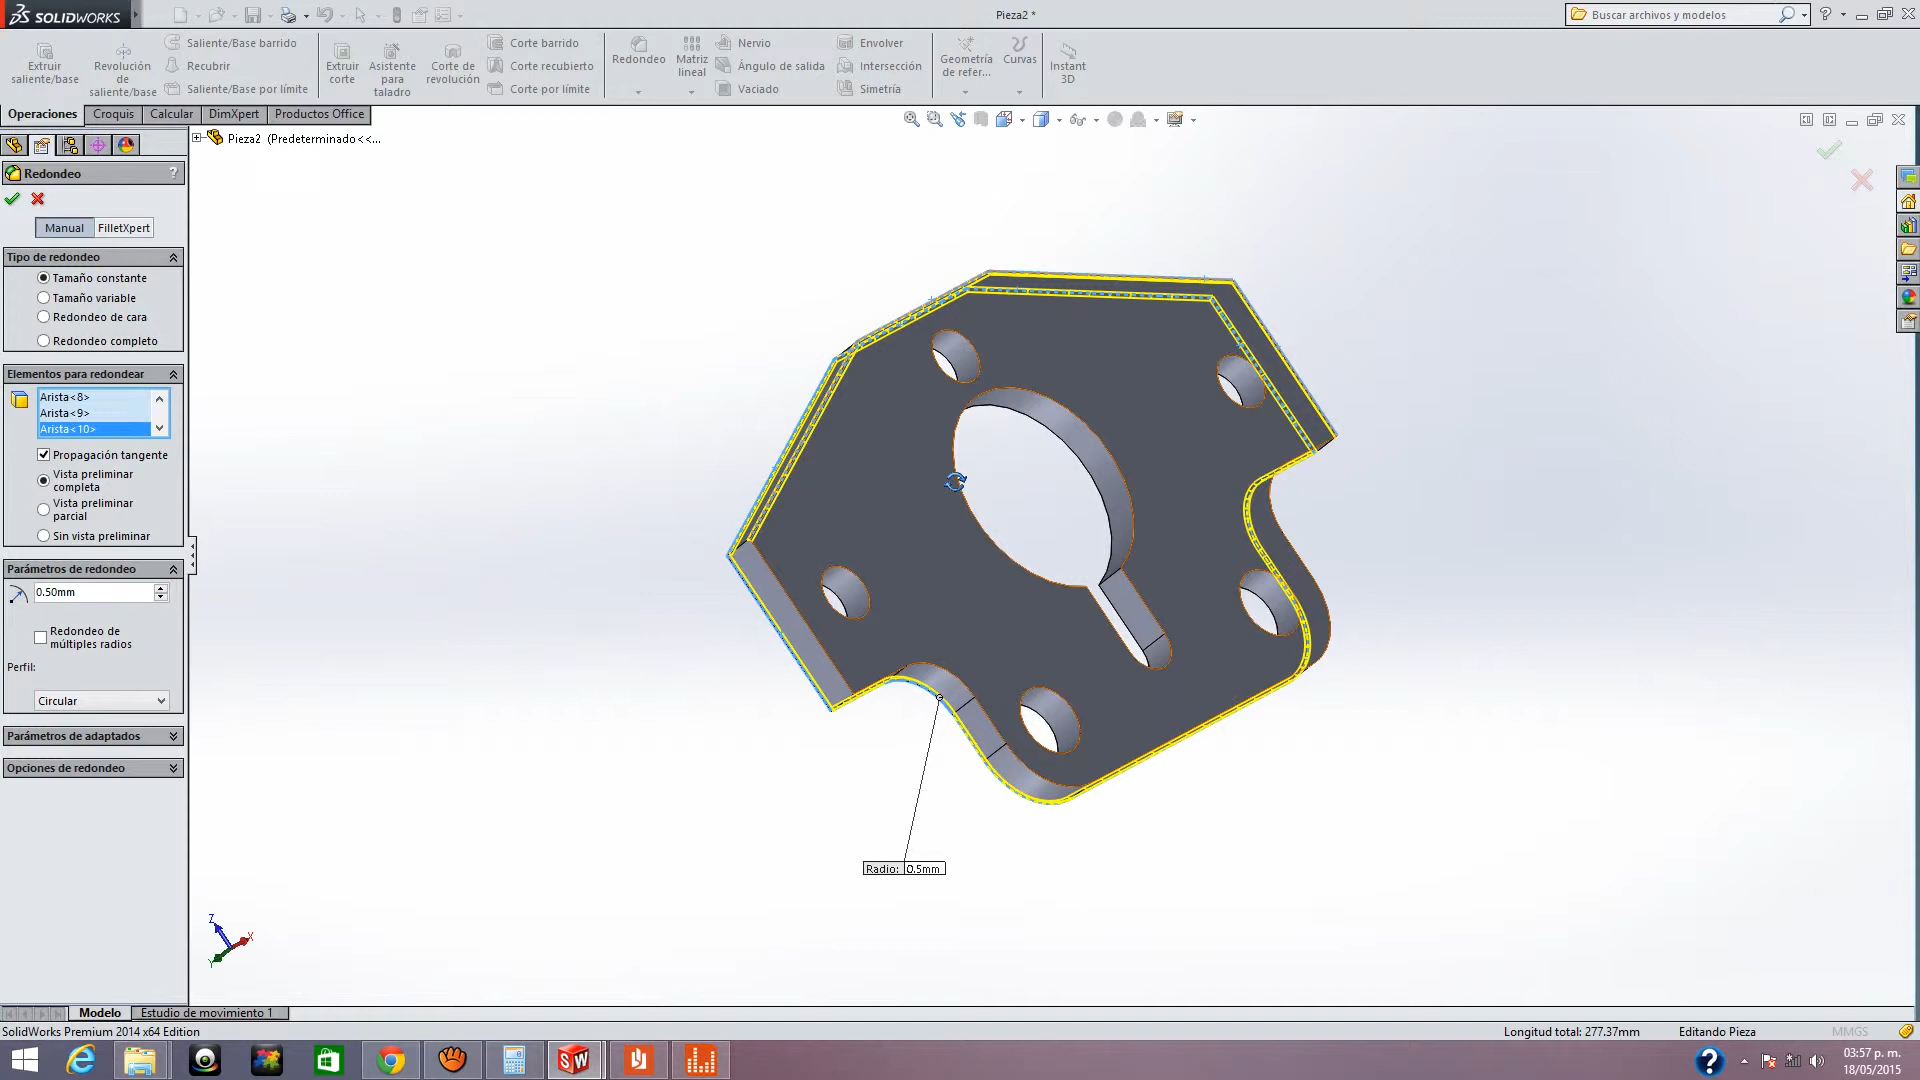 SOLIDWORKS
Pieza2 *
Buscar archivos y modelos
Extruir saliente/base
Revolución de saliente/base
Saliente/Base barrido
Recubrir
Saliente/Base por límite
Extruir corte
Asistente para taladro
Corte de revolución
Corte barrido
Corte recubierto
Corte por límite
Redondeo
Matriz lineal
Nervio
Ángulo de salida
Vaciado
Envolver
Intersección
Simetría
Geometría de refer...
Curvas
Instant 3D
Operaciones
Croquis
Calcular
DimXpert
Productos Office
Pieza2 (Predeterminado<<...
Redondeo
?
Manual
FilletXpert
Tipo de redondeo
Tamaño constante
Tamaño variable
Redondeo de cara
Redondeo completo
Elementos para redondear
Arista<8>
Arista<9>
Arista<10>
Propagación tangente
Vista preliminar
completa
Vista preliminar
parcial
Sin vista preliminar
Parámetros de redondeo
0.50mm
Redondeo de
múltiples radios
Perfil:
Circular
Parámetros de adaptados
Opciones de redondeo
Radio: 0.5mm
Z
X
Y
Modelo
Estudio de movimiento 1
SolidWorks Premium 2014 x64 Edition
Longitud total: 277.37mm
Editando Pieza
MMGS
SW
03:57 p. m.
18/05/2015